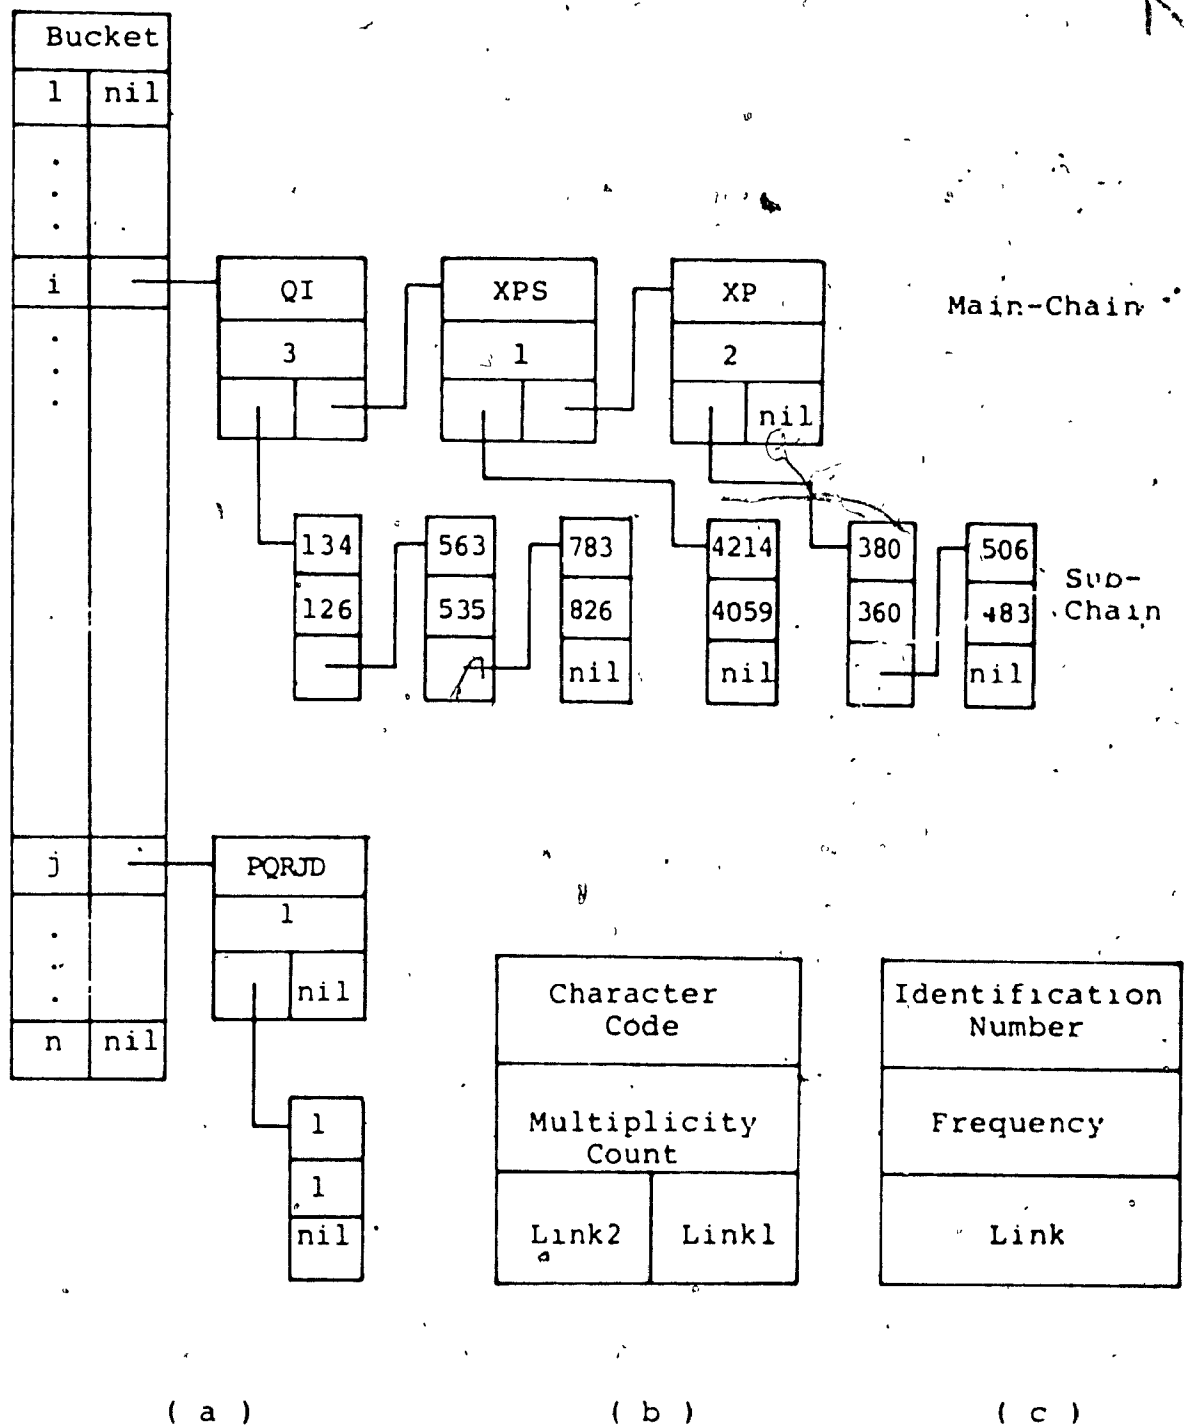 Bucket
1 nil
i
QI
XPS
XP
Main-Chain
3
1
2
nil
134
563
783
4214
380
506
Sub-
Chain
126
535
826
4059
360
483
nil
nil
nil
j
PQRJD
1
nil
n nil
1
1
nil
Character
Code
Multiplicity
Count
Link2
Link1
Identification
Number
Frequency
Link
( a )
( b )
( c )